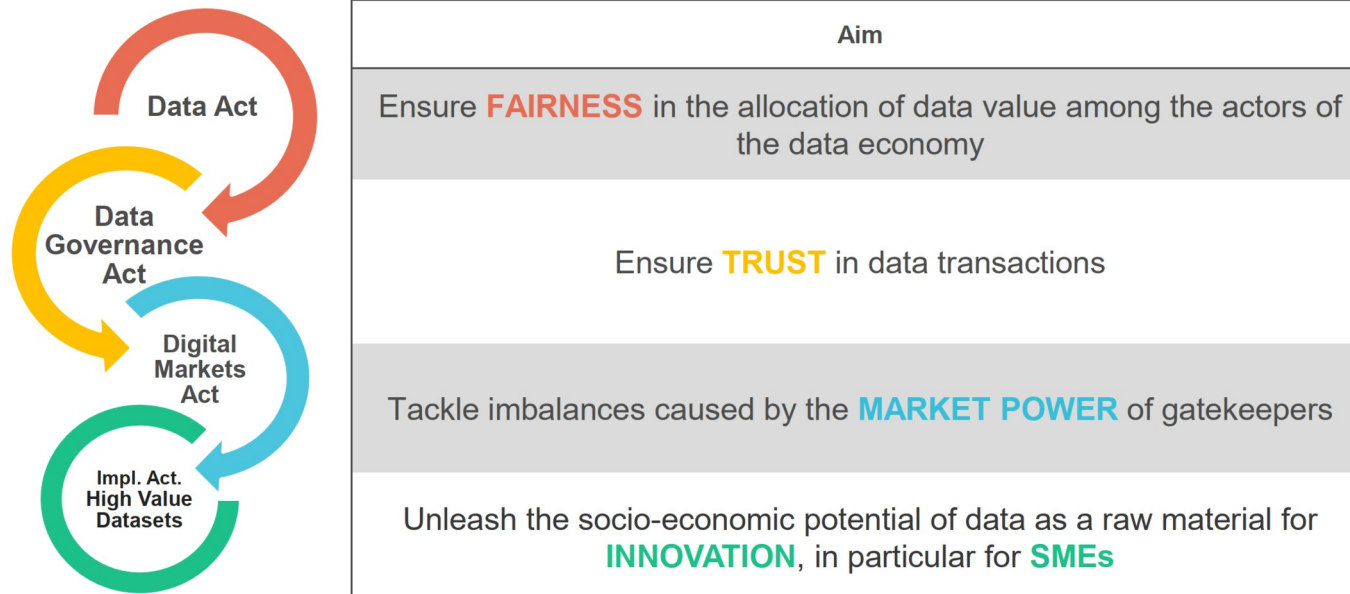 Aim
Data Act
Ensure FAIRNESS in the allocation of data value among the actors of
the data economy
Data
Governance
Act
Ensure TRUST in data transactions
Digital
Markets
Act
Tackle imbalances caused by the MARKET POWER of gatekeepers
Impl. Act.
High Value
Datasets
Unleash the socio-economic potential of data as a raw material for
INNOVATION, in particular for SMEs